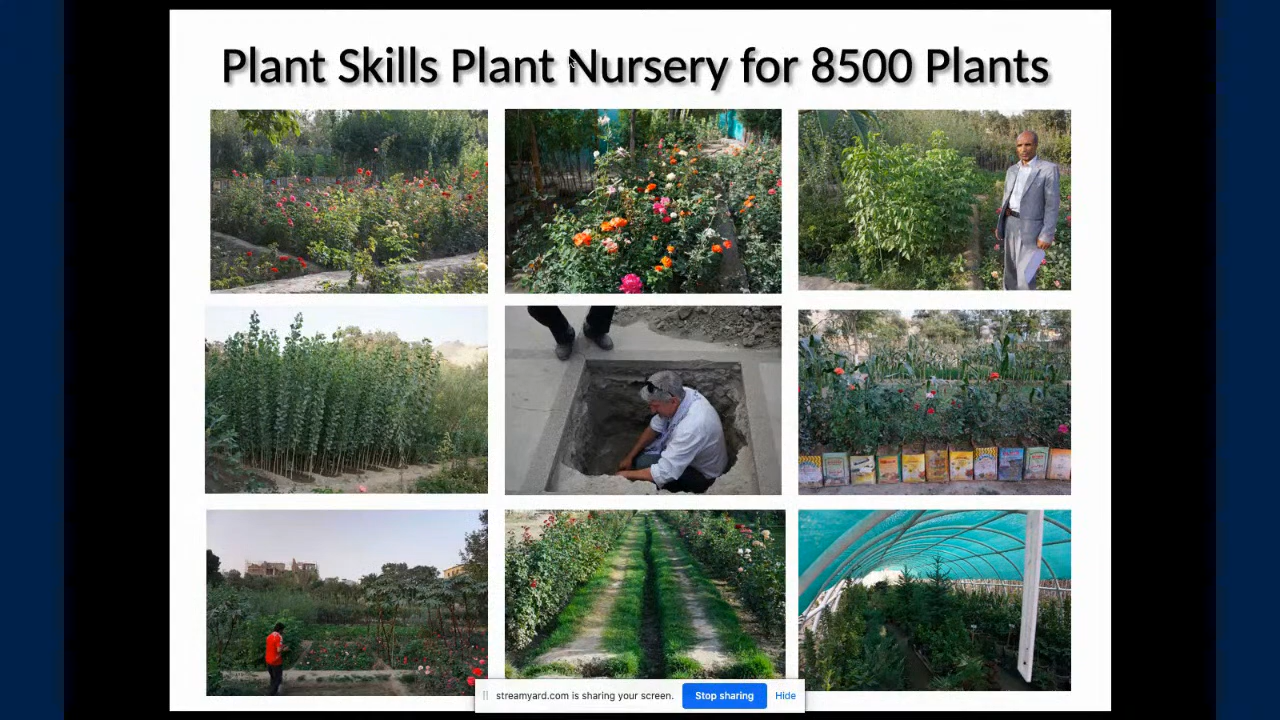 Plant Skills Plant Nursery for 8500 Plants
streamyard.com is sharing your screen. Stop sharing Hide